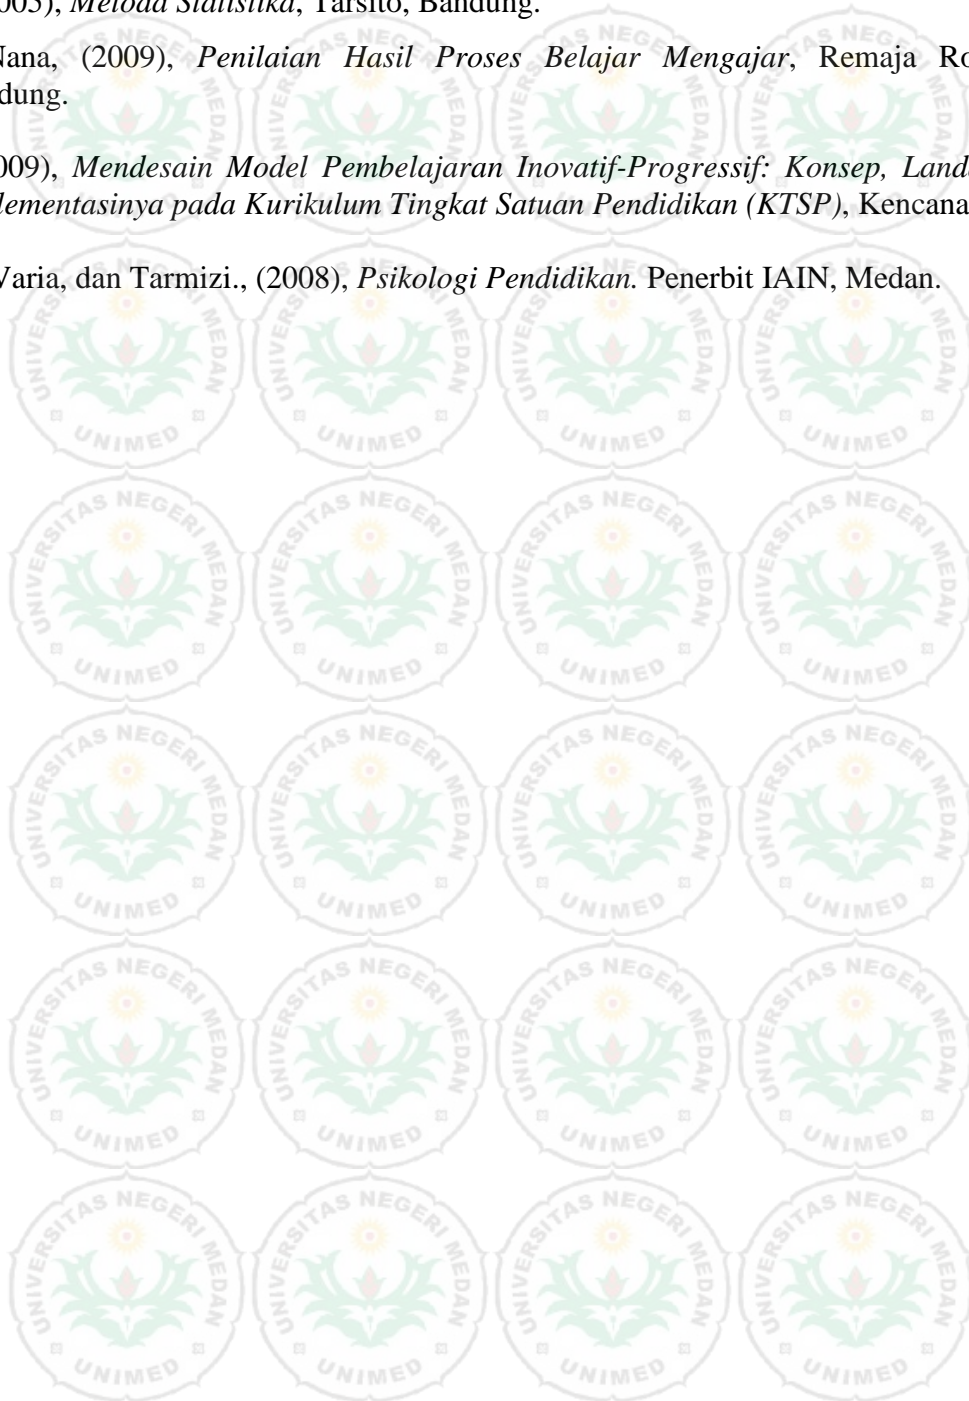 005), Metoda Statistika, Tarsito, Bandung.
Nana, (2009), Penilaian Hasil Proses Belajar Mengajar, Remaja Ro
dung.
009), Mendesain Model Pembelajaran Inovatif-Progressif: Konsep, Landa
lementasinya pada Kurikulum Tingkat Satuan Pendidikan (KTSP), Kencana
Varia, dan Tarmizi., (2008), Psikologi Pendidikan. Penerbit IAIN, Medan.
UNIVERSITAS NEGERI MEDAN
UNIMED